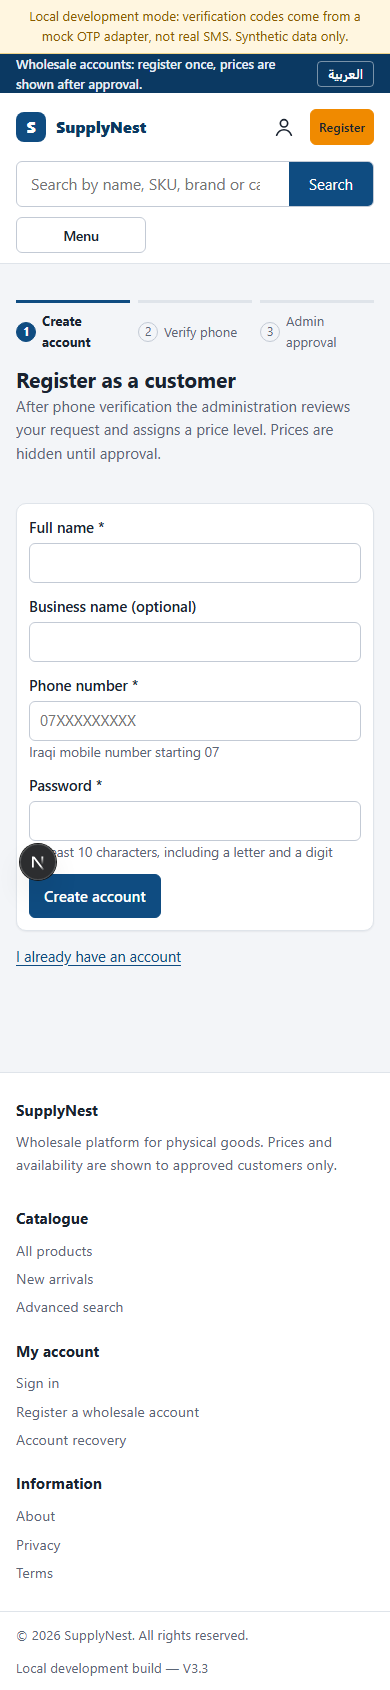 Local development mode: verification codes come from a
mock OTP adapter, not real SMS. Synthetic data only.
Wholesale accounts: register once, prices are
shown after approval.
العربية
S
SupplyNest
Register
Search by name, SKU, brand or ca
Search
Menu
1
Create
account
2
Verify phone
3
Admin
approval
Register as a customer
After phone verification the administration reviews
your request and assigns a price level. Prices are
hidden until approval.
Full name *
Business name (optional)
Phone number *
07XXXXXXXXX
Iraqi mobile number starting 07
Password *
east 10 characters, including a letter and a digit
N
Create account
I already have an account
SupplyNest
Wholesale platform for physical goods. Prices and
availability are shown to approved customers only.
Catalogue
All products
New arrivals
Advanced search
My account
Sign in
Register a wholesale account
Account recovery
Information
About
Privacy
Terms
© 2026 SupplyNest. All rights reserved.
Local development build — V3.3